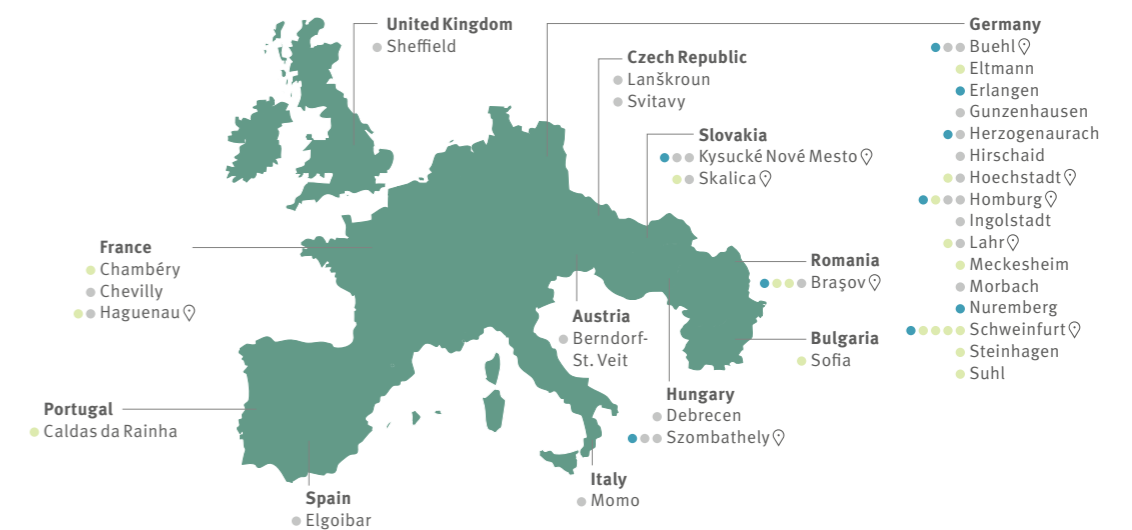 United Kingdom
Sheffield
Czech Republic
Lanškroun
Svitavy
Slovakia
Kysucké Nové Mesto
Skalica
Germany
Buehl
Eltmann
Erlangen
Gunzenhausen
Herzogenaurach
Hirschaid
Hoechstadt
Homburg
Ingolstadt
Lahr
Meckesheim
Morbach
Nuremberg
Schweinfurt
Steinhagen
Suhl
France
Chambéry
Chevilly
Haguenau
Romania
Braşov
Austria
Berndorf-
St. Veit
Bulgaria
Sofia
Hungary
Debrecen
Szombathely
Portugal
Caldas da Rainha
Italy
Momo
Spain
Elgoibar